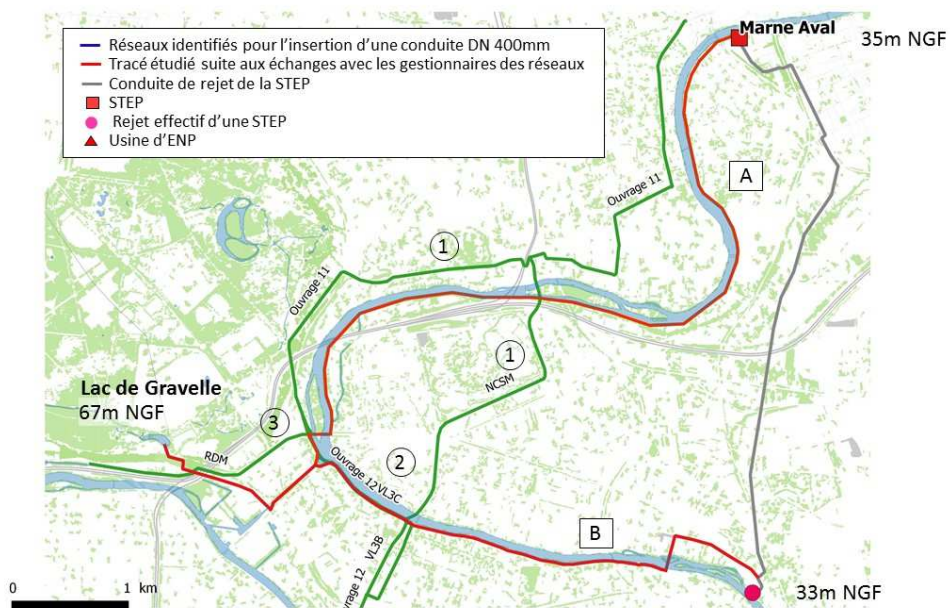 Réseaux identifiés pour l'insertion d'une conduite DN 400mm
Tracé étudié suite aux échanges avec les gestionnaires des réseaux
Conduite de rejet de la STEP
STEP
Rejet effectif d'une STEP
Usine d'ENP
Marne Aval
35m NGF
A
Ouvrage 11
1
Ouvrage 11
1
NCSM
Lac de Gravelle
67m NGF
3
RDM
2
Ouvrage 12 VL3C
B
Ouvrage 12 VL3B
33m NGF
0 1 km